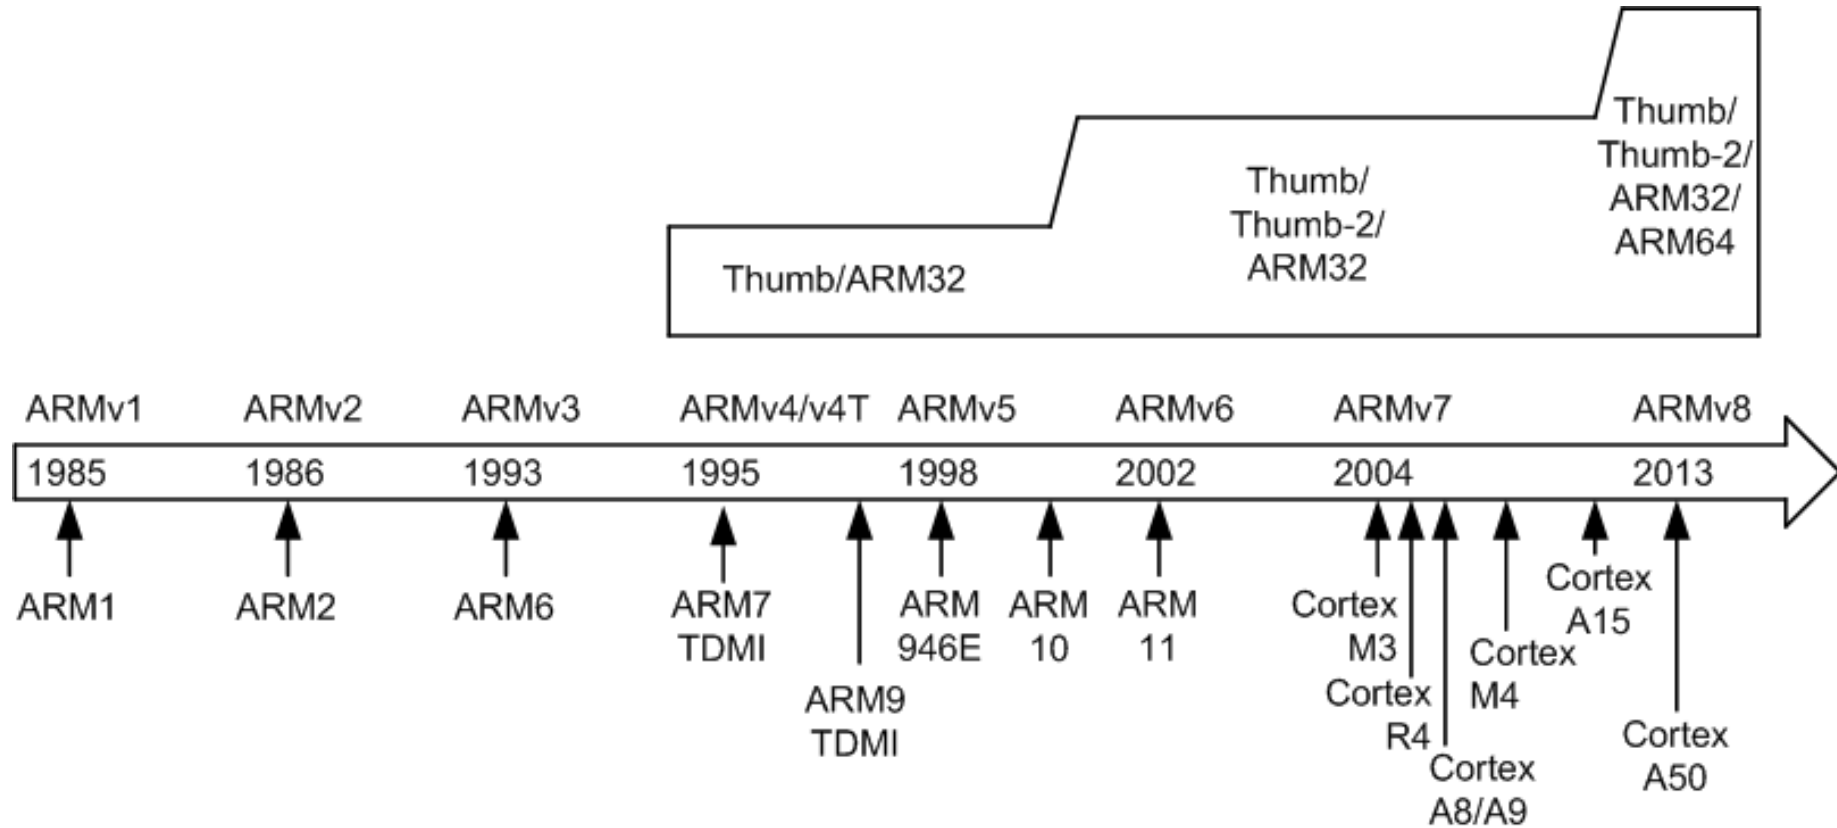 Thumb/
Thumb-2/
ARM32/
ARM64
Thumb/
Thumb-2/
ARM32
Thumb/ARM32
ARMv1 ARMv2 ARMv3 ARMv4/v4T ARMv5 ARMv6 ARMv7 ARMv8
1985 1986 1993 1995 1998 2002 2004 2013
ARM1
ARM2
ARM6
ARM7
TDMI
ARM9
TDMI
ARM
946E
ARM
10
ARM
11
Cortex
M3
Cortex
R4
Cortex
A8/A9
Cortex
M4
Cortex
A15
Cortex
A50